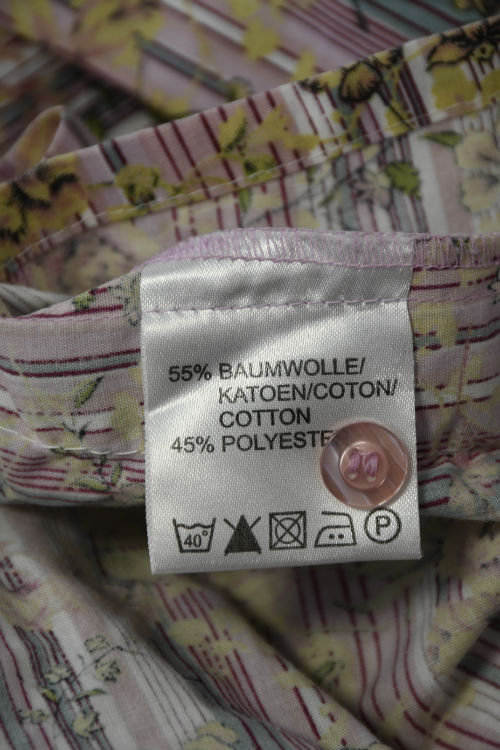 55% BAUMWOLLE/
KATOEN/COTON/
COTTON
45% POLYESTE
40°
P